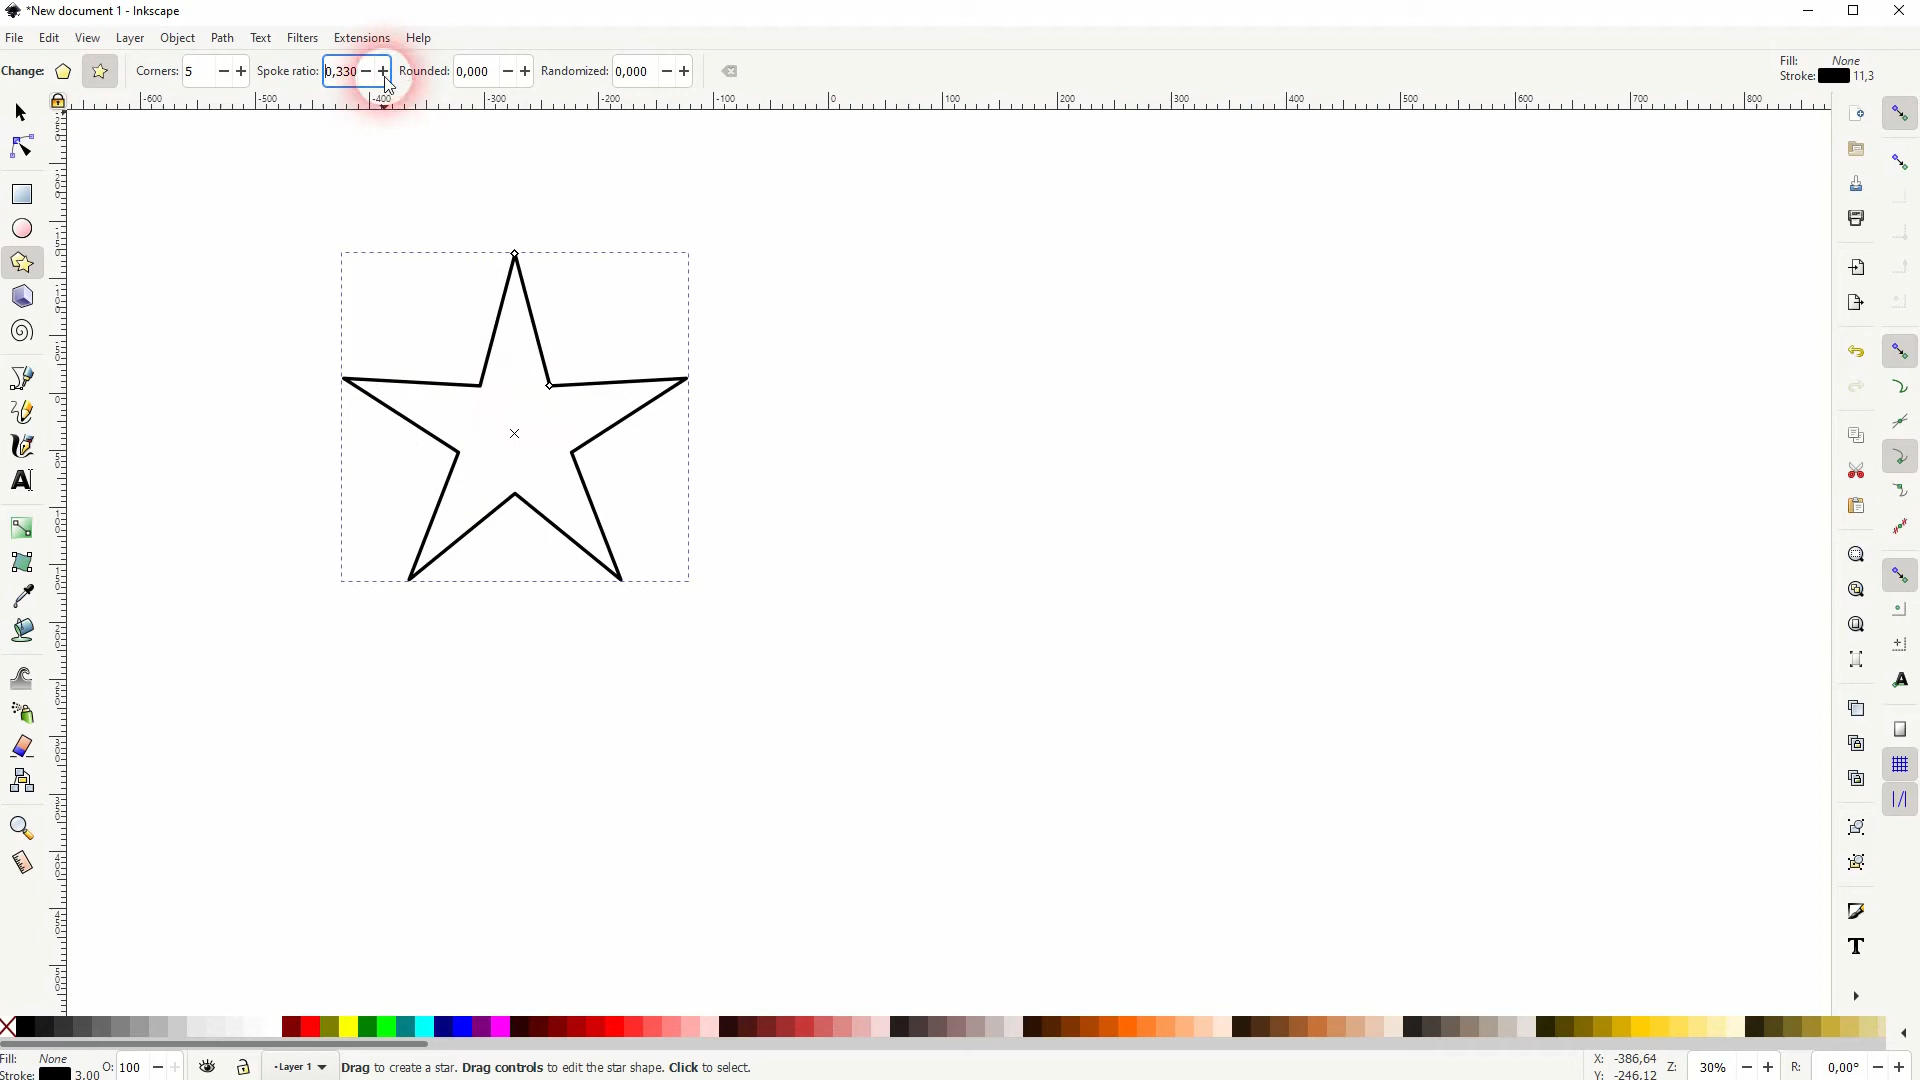 *New document 1 - Inkscape
File Edit View Layer Object Path Text Filters Extensions Help
Change: Corners: 5 Spoke ratio: 0,330 Rounded: 0,000 Randomized: 0,000
Fill: None
Stroke: 11,3
-600 -500 -400 -300 -200 -100 0 100 200 300 400 500 600 700 800
Fill: None
Stroke: 3,00
O: 100
Layer 1
Drag to create a star. Drag controls to edit the star shape. Click to select.
X: -386,64
Y: -246,12
Z: 30%
R: 0,00°